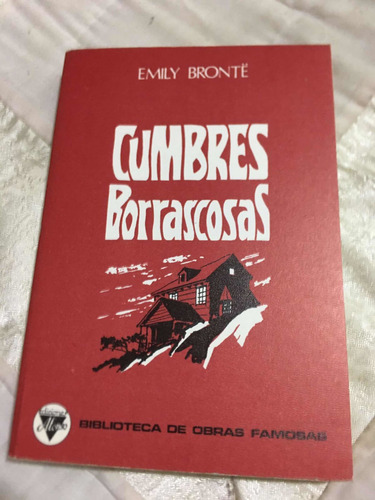 EMILY BRONTË
CUMBRES
Borrascosas
BIBLIOTECA DE OBRAS FAMOSAS